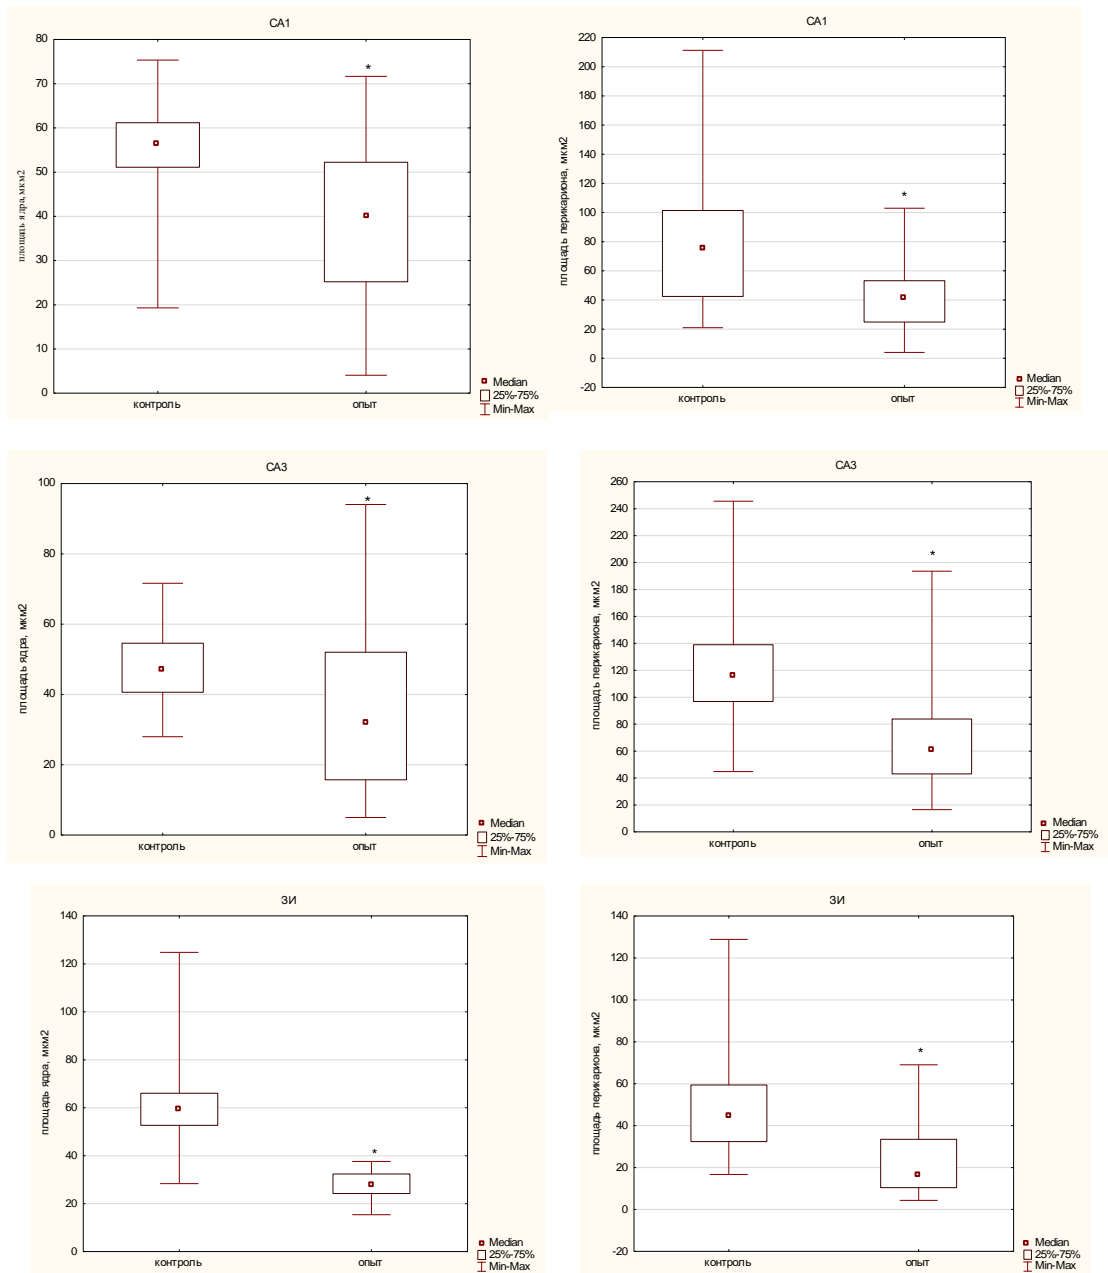 CA1
80
70
60
50
40
30
20
10
0
площадь ядра, мкм2
*
контроль
опыт
Median
25%-75%
Min-Max
CA1
220
200
180
160
140
120
100
80
60
40
20
0
-20
площадь перикариона, мкм2
*
контроль
опыт
Median
25%-75%
Min-Max
CA3
100
80
60
40
20
0
площадь ядра, мкм2
*
контроль
опыт
Median
25%-75%
Min-Max
CA3
260
240
220
200
180
160
140
120
100
80
60
40
20
0
площадь перикариона, мкм2
*
контроль
опыт
Median
25%-75%
Min-Max
ЗИ
140
120
100
80
60
40
20
0
площадь ядра, мкм2
*
контроль
опыт
Median
25%-75%
Min-Max
ЗИ
140
120
100
80
60
40
20
0
-20
площадь перикариона, мкм2
*
контроль
опыт
Median
25%-75%
Min-Max